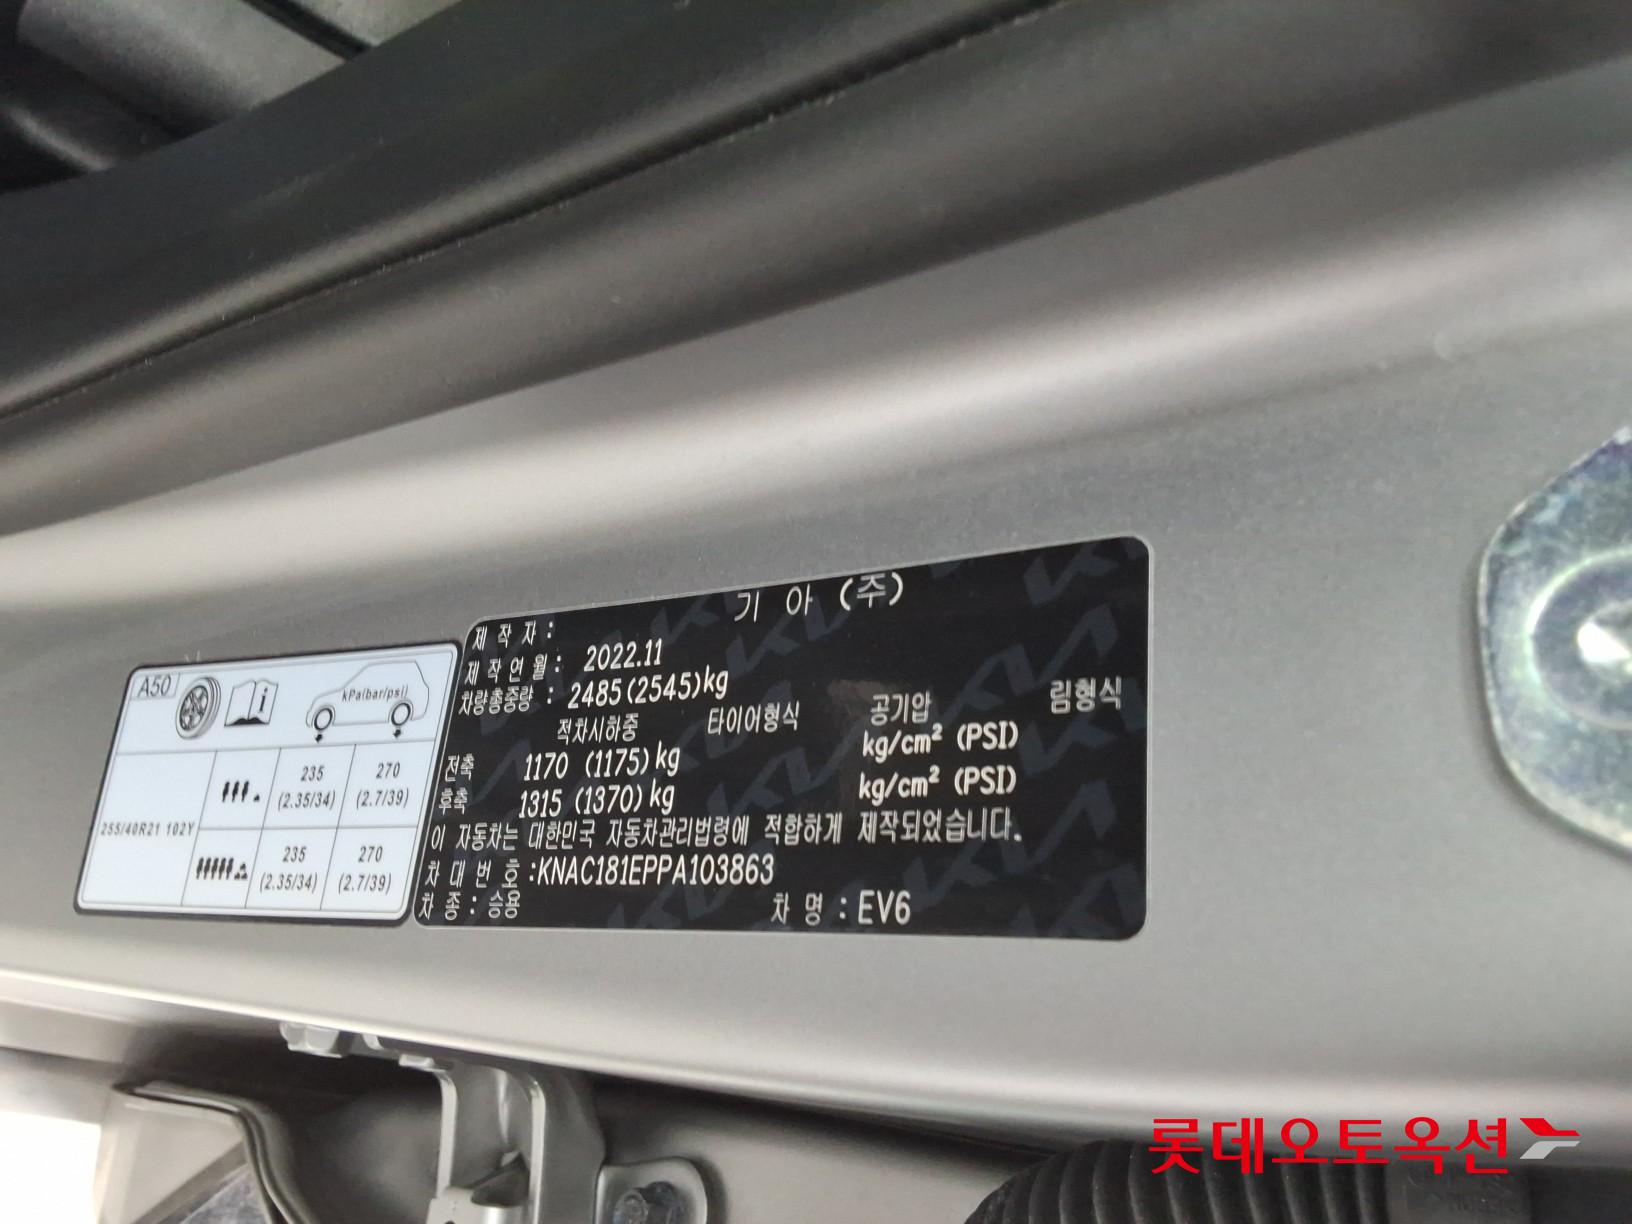 A50
kPa(bar/psi)
255/40R21 102Y
235
(2.35/34)
270
(2.7/39)
235
(2.35/34)
270
(2.7/39)
제 작 자 : 기 아 (주)
제 작 연 월 : 2022.11
차량총중량 : 2485(2545)kg
적차시하중 타이어형식 공기압 림형식
전축 1170 (1175)kg kg/cm² (PSI)
후축 1315 (1370)kg kg/cm² (PSI)
이 자동차는 대한민국 자동차관리법령에 적합하게 제작되었습니다.
차 대 번 호 :KNAC181EPPA103863
차 종 : 승용 차 명 : EV6
롯데오토옥션